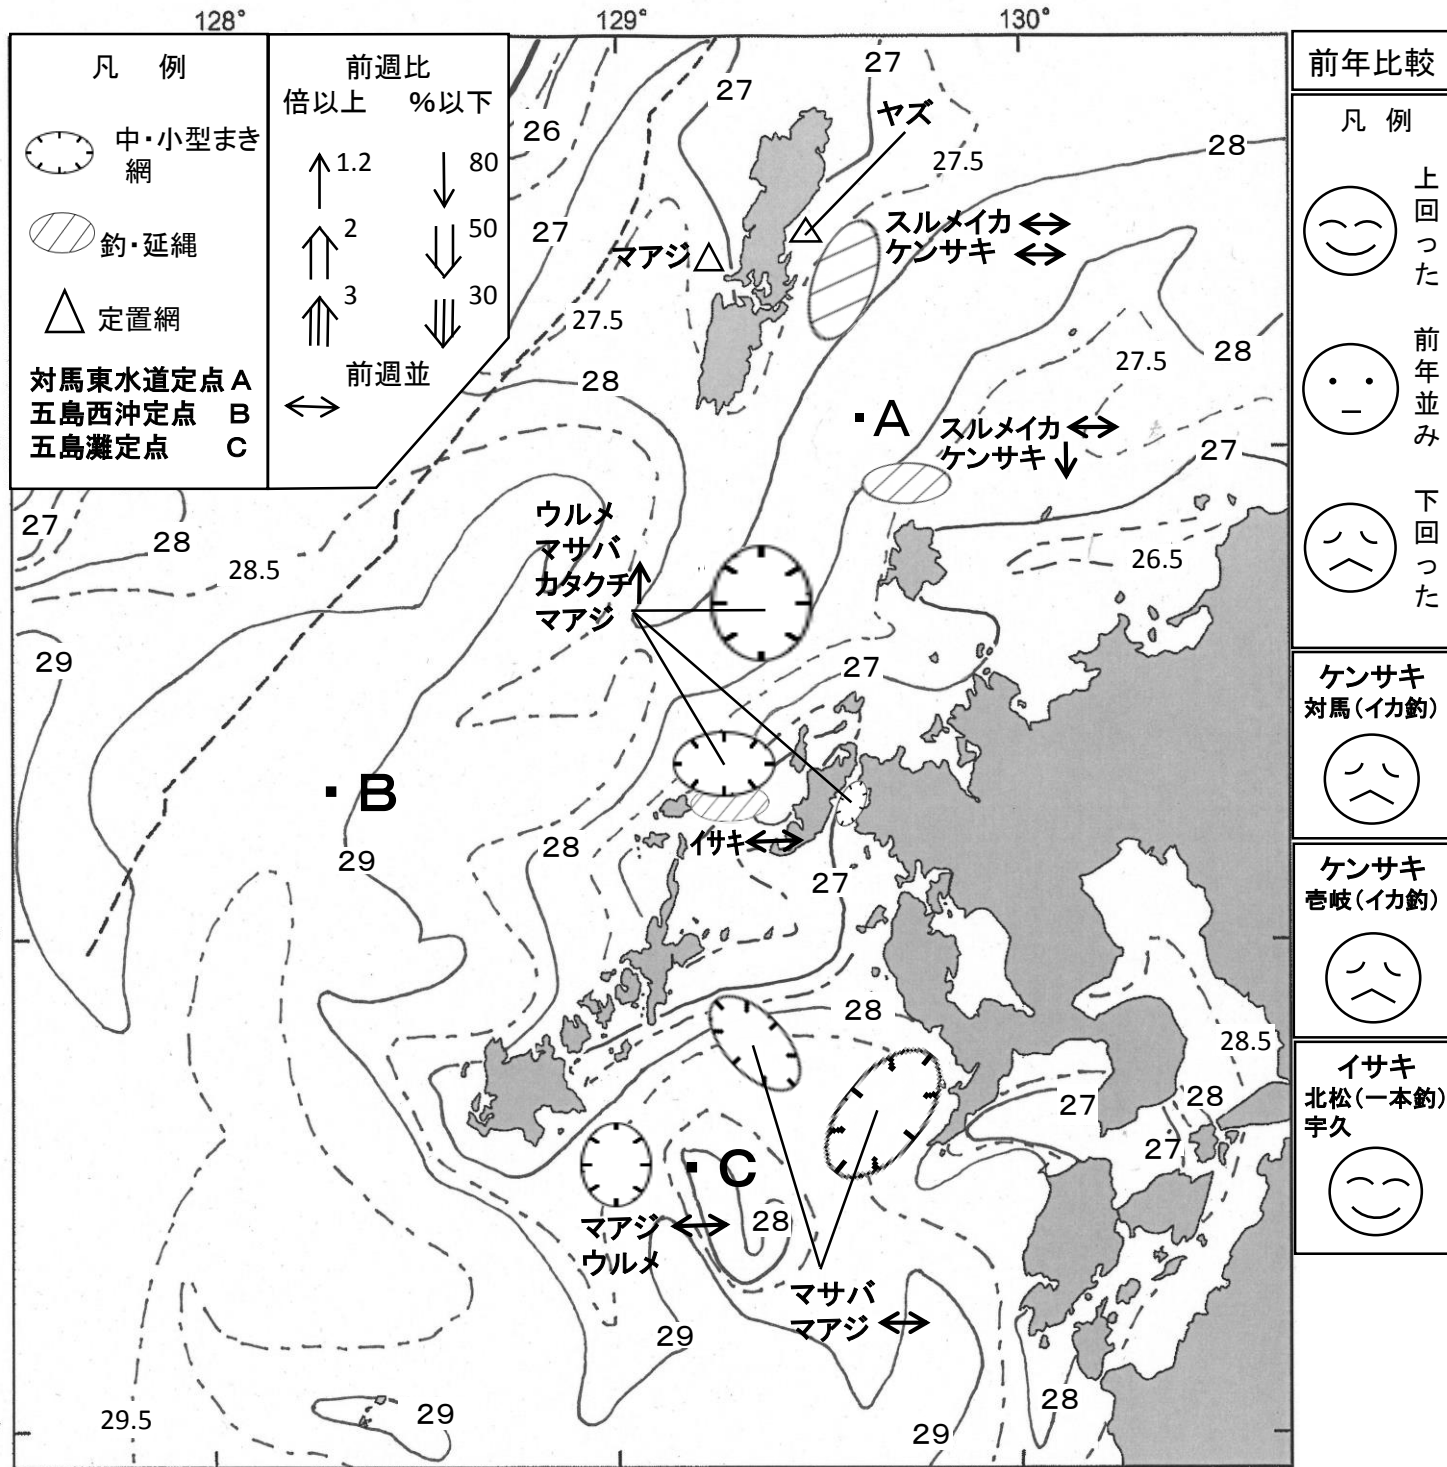 128°
129°
130°
凡 例
中・小型まき
網
釣・延縄
定置網
対馬東水道定点 A
五島西沖定点 B
五島灘定点 C
前週比
倍以上 %以下
1.2 80
2 50
3 30
前週並
前年比較
凡 例
上回った
前年並み
下回った
ケンサキ
対馬(イカ釣)
ケンサキ
壱岐(イカ釣)
イサキ
北松(一本釣)
宇久
27
27
26
ヤズ
27.5
28
27
スルメイカ
ケンサキ
マアジ
27.5
28
27.5
28
A
スルメイカ
ケンサキ
27
27
28
28.5
ウルメ
マサバ
カタクチ
マアジ
26.5
29
27
B
イサキ
28
29
27
28
28.5
27
28
27
C
28
マアジ
ウルメ
マサバ
マアジ
29
29.5
29
29
28